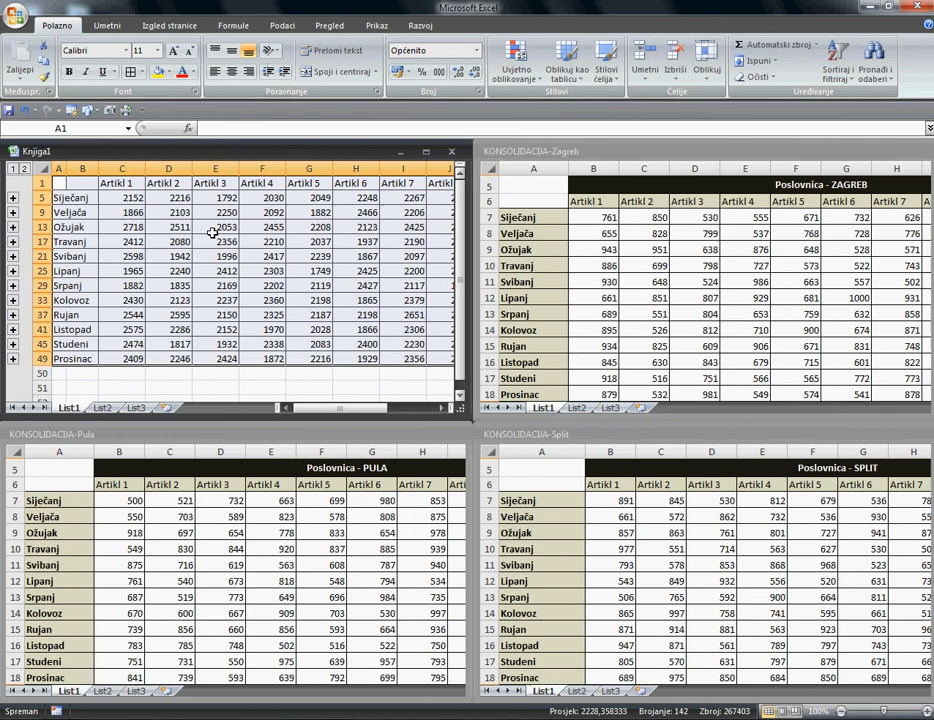 Microsoft Excel
Polazno Umetni Izgled stranice Formule Podaci Pregled Prikaz Razvoj
Zalijepi
Calibri 11
Prelomi tekst
Spoji i centriraj
Općenito
Uvjetno oblikovanje
Oblikuj kao tablicu
Stilovi ćelija
Umetni Izbriši Oblikuj
Automatski zbroj
Ispuni
Očisti
Sortiraj i filtriraj
Pronađi i odaberi
Međuspr. Font Poravnanje Broj Stilovi Ćelije Uređivanje
A1 fx
Knjiga1
1 2 A B C D E F G H I
1 Artikl 1 Artikl 2 Artikl 3 Artikl 4 Artikl 5 Artikl 6 Artikl 7
5 Siječanj 2152 2216 1792 2030 2049 2248 2267
9 Veljača 1866 2103 2250 2092 1882 2466 2206
13 Ožujak 2718 2511 2053 2455 2208 2123 2425
17 Travanj 2412 2080 2356 2210 2037 1937 2190
21 Svibanj 2598 1942 1996 2417 2239 1867 2097
25 Lipanj 1965 2240 2412 2303 1749 2425 2200
29 Srpanj 1882 1835 2169 2202 2119 2427 2117
33 Kolovoz 2430 2123 2237 2360 2198 1865 2379
37 Rujan 2544 2595 2150 2325 2187 2198 2651
41 Listopad 2575 2286 2152 1970 2028 1866 2306
45 Studeni 2474 1817 1932 2338 2083 2400 2230
49 Prosinac 2409 2246 2424 1872 2216 1929 2356
50
51
List1 List2 List3
KONSOLIDACIJA-Zagreb
A B C D E F G H
5 Poslovnica - ZAGREB
6 Artikl 1 Artikl 2 Artikl 3 Artikl 4 Artikl 5 Artikl 6 Artikl 7
7 Siječanj 761 850 530 555 671 732 626
8 Veljača 655 828 799 537 768 728 776
9 Ožujak 943 951 638 876 648 528 571
10 Travanj 886 699 798 727 573 522 743
11 Svibanj 930 648 524 986 663 557 502
12 Lipanj 661 851 807 929 681 1000 931
13 Srpanj 689 551 804 653 759 632 858
14 Kolovoz 895 526 812 710 900 674 871
15 Rujan 934 825 609 906 671 831 748
16 Listopad 845 630 843 679 715 601 822
17 Studeni 918 516 751 566 565 772 773
18 Prosinac 879 532 981 549 574 541 878
List1 List2 List3
KONSOLIDACIJA-Pula
A B C D E F G H
5 Poslovnica - PULA
6 Artikl 1 Artikl 2 Artikl 3 Artikl 4 Artikl 5 Artikl 6 Artikl 7
7 Siječanj 500 521 732 663 699 980 853
8 Veljača 550 703 589 823 578 808 875
9 Ožujak 918 697 654 778 833 654 978
10 Travanj 549 830 844 920 837 885 939
11 Svibanj 875 716 619 563 608 787 940
12 Lipanj 761 540 673 818 548 794 534
13 Srpanj 687 519 773 649 696 984 735
14 Kolovoz 670 600 667 909 703 530 997
15 Rujan 739 856 660 856 593 664 936
16 Listopad 783 785 748 502 516 522 750
17 Studeni 751 731 550 975 639 957 793
18 Prosinac 841 739 593 639 792 699 795
List1 List2 List3
KONSOLIDACIJA-Split
A B C D E F G H
5 Poslovnica - SPLIT
6 Artikl 1 Artikl 2 Artikl 3 Artikl 4 Artikl 5 Artikl 6 Artikl 7
7 Siječanj 891 845 530 812 679 536 78
8 Veljača 661 572 862 732 536 930 55
9 Ožujak 857 863 761 801 727 941 87
10 Travanj 977 551 714 563 627 530 50
11 Svibanj 793 578 853 868 968 523 65
12 Lipanj 543 849 932 556 520 631 73
13 Srpanj 506 765 592 900 664 811 52
14 Kolovoz 865 997 758 741 595 661 51
15 Rujan 871 914 881 563 923 703 96
16 Listopad 947 871 561 789 797 743 73
17 Studeni 805 570 631 797 879 671 66
18 Prosinac 689 975 850 684 850 689 68
List1 List2 List3
Spreman Prosjek: 2228,358333 Brojanje: 142 Zbroj: 267403 100%